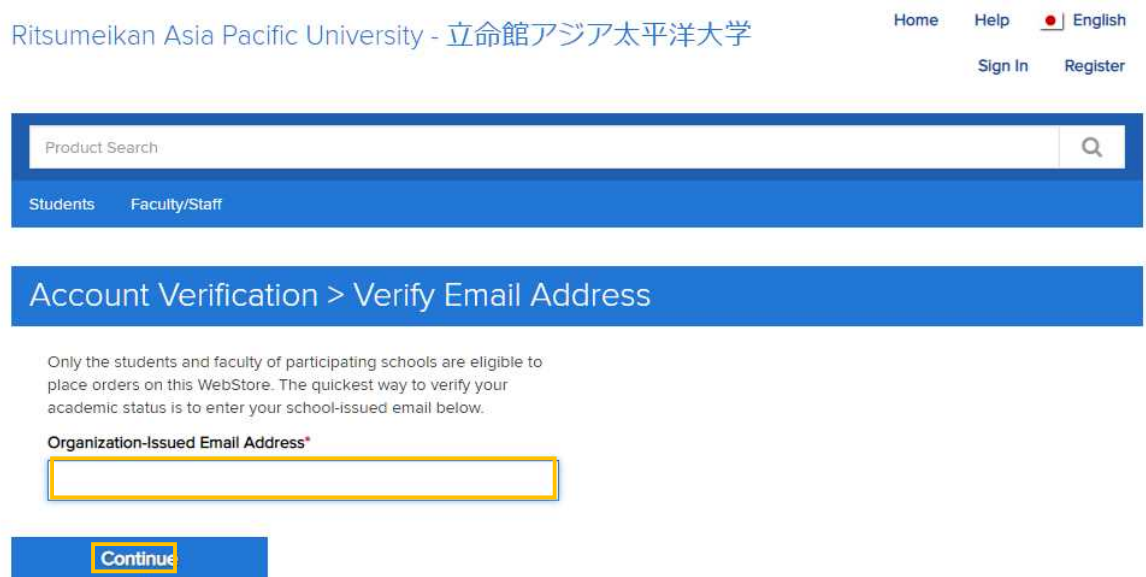 Ritsumeikan Asia Pacific University - 立命館アジア太平洋大学
Home Help English
Sign In Register
Product Search
Students Faculty/Staff
Account Verification > Verify Email Address
Only the students and faculty of participating schools are eligible to
place orders on this WebStore. The quickest way to verify your
academic status is to enter your school-issued email below.
Organization-Issued Email Address*
Continue